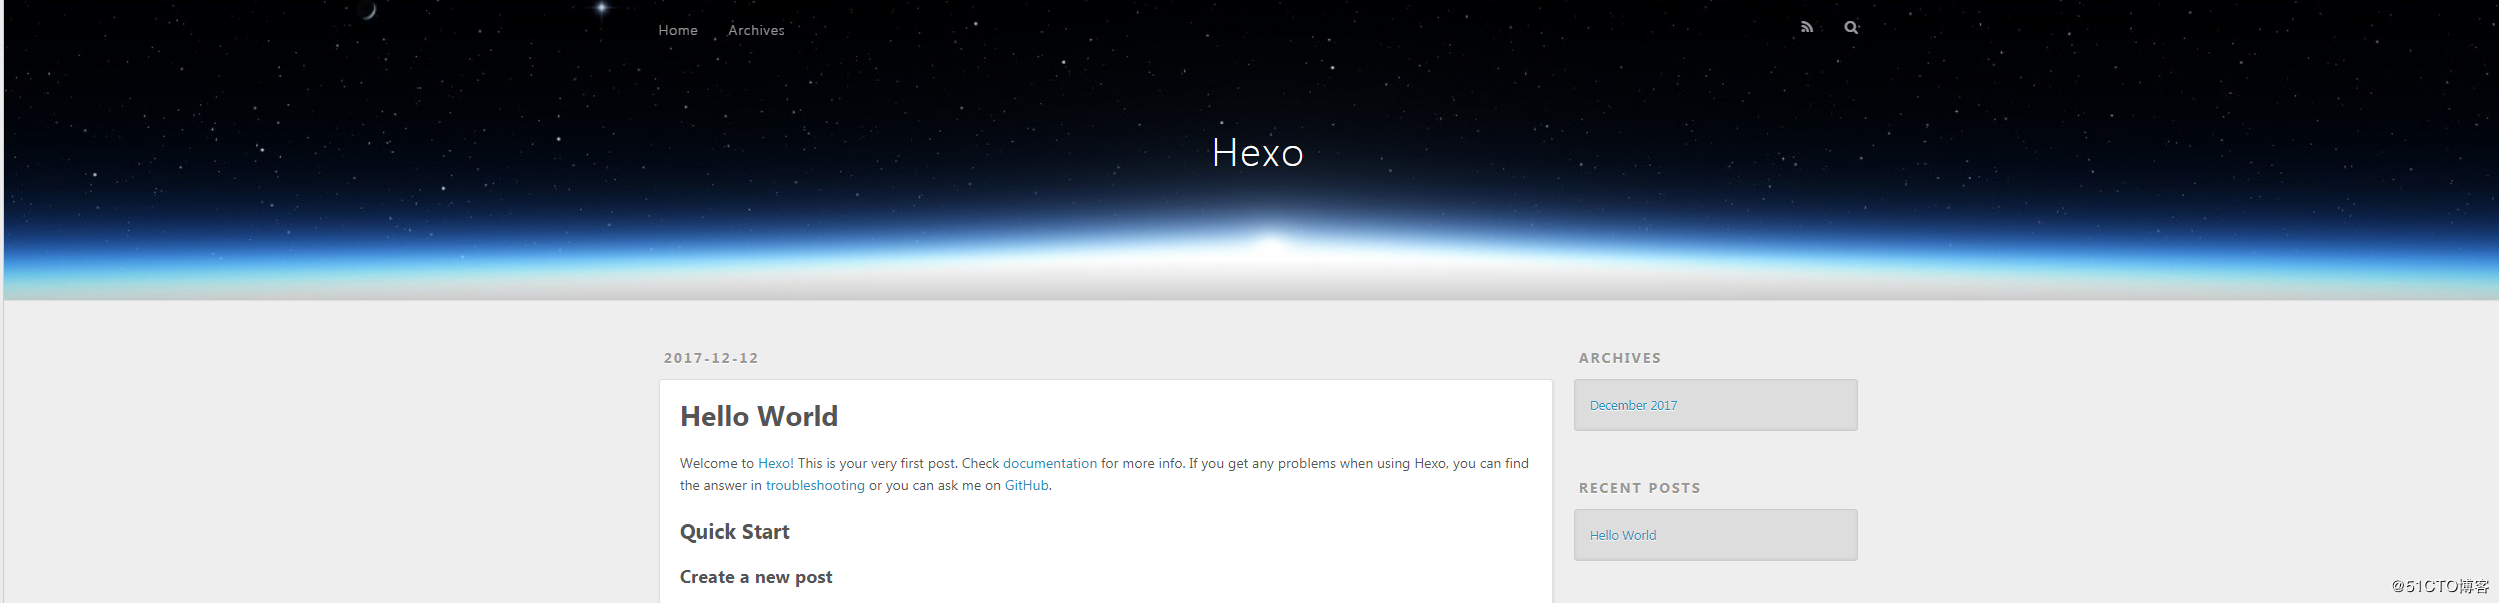 Home Archives
Hexo
2017-12-12
Hello World
Welcome to Hexo! This is your very first post. Check documentation for more info. If you get any problems when using Hexo, you can find
the answer in troubleshooting or you can ask me on GitHub.
Quick Start
Create a new post
ARCHIVES
December 2017
RECENT POSTS
Hello World
@51CTO博客